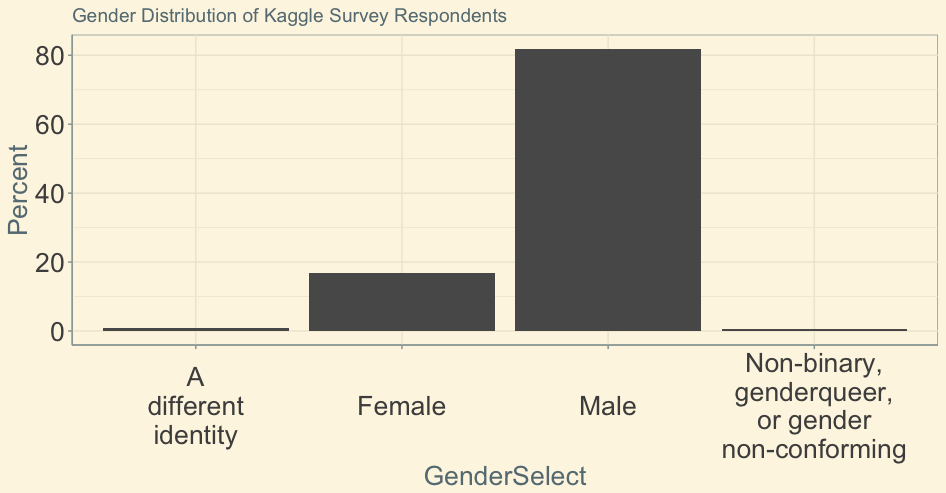 Gender Distribution of Kaggle Survey Respondents
Percent
80
60
40
20
0
A
different
identity
Female
Male
Non-binary,
genderqueer,
or gender
non-conforming
GenderSelect